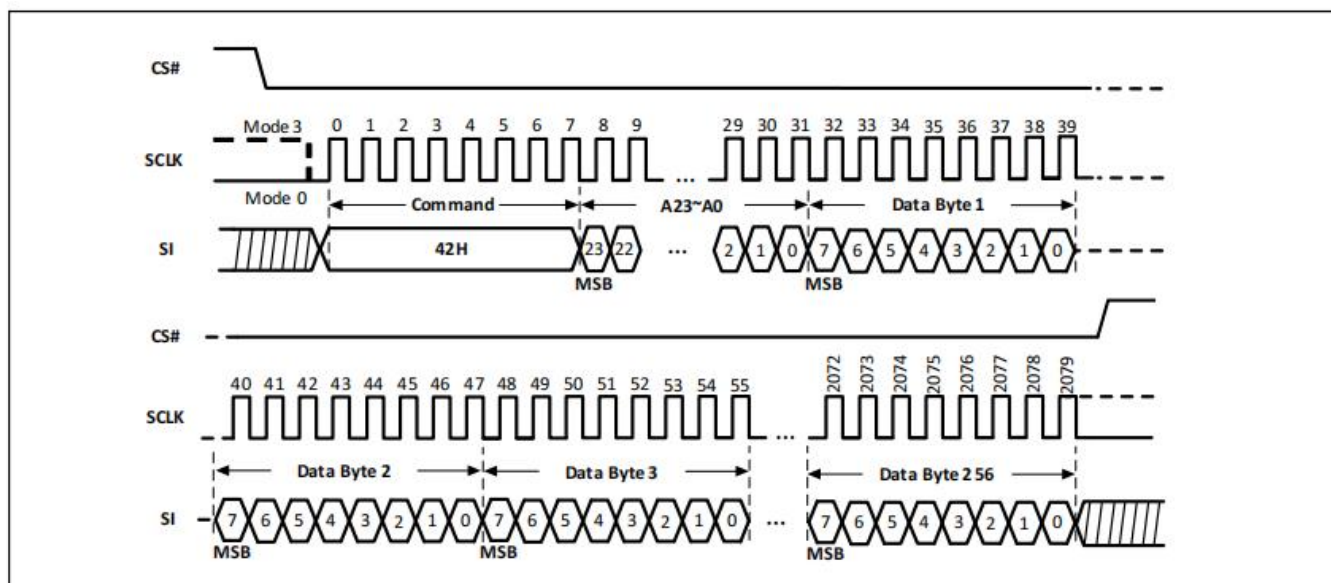 CS#
Mode 3 0 1 2 3 4 5 6 7 8 9 29 30 31 32 33 34 35 36 37 38 39
SCLK ...
Mode 0 Command A23~A0 Data Byte 1
SI 42H 23 22 ... 2 1 0 7 6 5 4 3 2 1 0
MSB MSB
CS#
40 41 42 43 44 45 46 47 48 49 50 51 52 53 54 55 2072 2073 2074 2075 2076 2077 2078 2079
SCLK ...
Data Byte 2 Data Byte 3 Data Byte 2 56
SI 7 6 5 4 3 2 1 0 7 6 5 4 3 2 1 0 ... 7 6 5 4 3 2 1 0
MSB MSB MSB